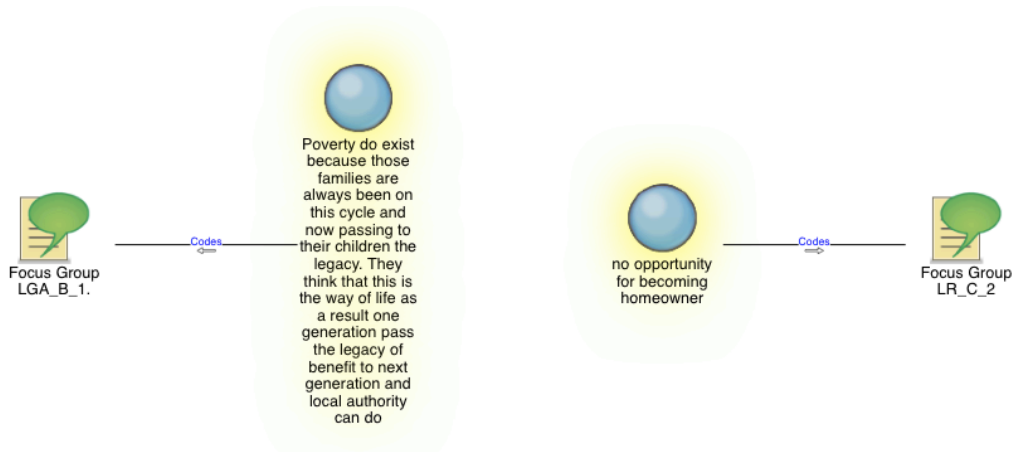 Codes
Focus Group
LGA_B_1.
Poverty do exist
because those
families are
always been on
this cycle and
now passing to
their children the
legacy. They
think that this is
the way of life as
a result one
generation pass
the legacy of
benefit to next
generation and
local authority
can do
no opportunity
for becoming
homeowner
Codes
Focus Group
LR_C_2